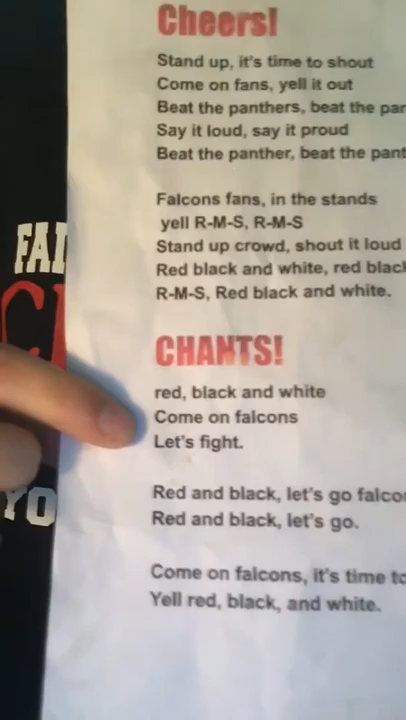 Cheers!
Stand up, it's time to shout
Come on fans, yell it out
Beat the panthers, beat the
Say it loud, say it proud
Beat the panther, beat the
Falcons fans, in the stands
yell R-M-S, R-M-S
Stand up crowd, shout it loud
Red black and white, red
R-M-S, Red black and white.
CHANTS!
red, black and white
Come on falcons
Let's fight.
Red and black, let's go
Red and black, let's go.
Come on falcons, it's time
Yell red, black, and white.